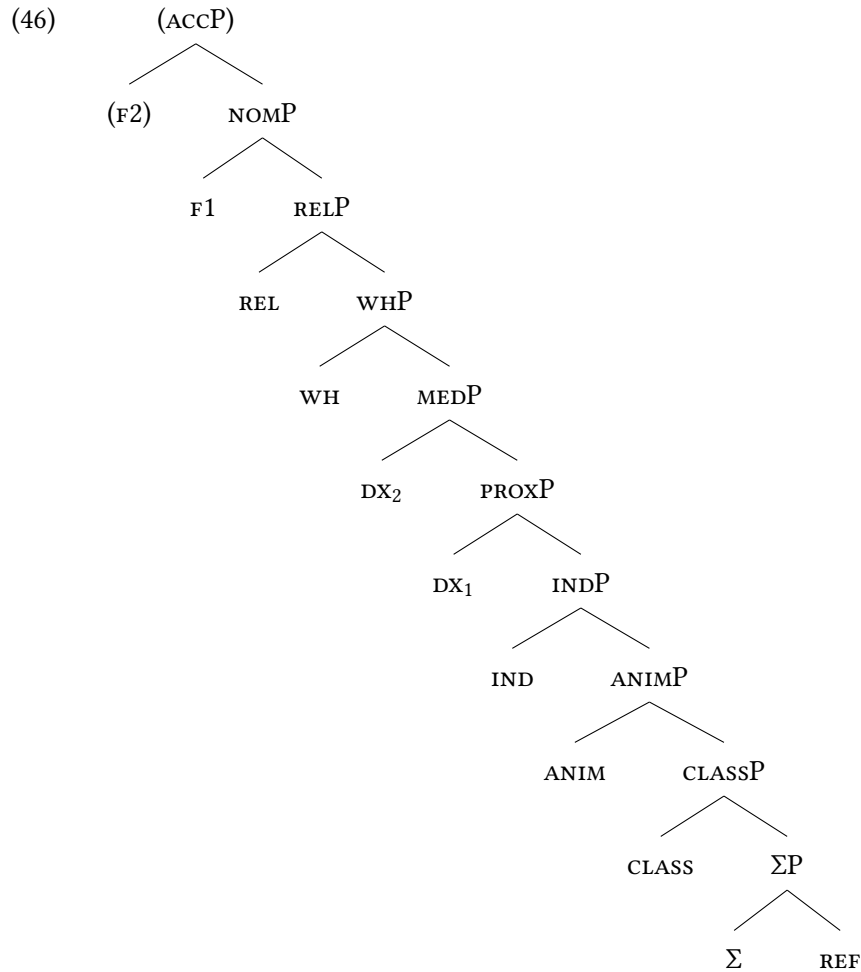 (46) (ACCP)
(F2) NOMP
F1 RELP
REL WHP
WH MEDP
DX₂ PROXP
DX₁ INDP
IND ANIMP
ANIM CLASSP
CLASS ΣP
Σ REF